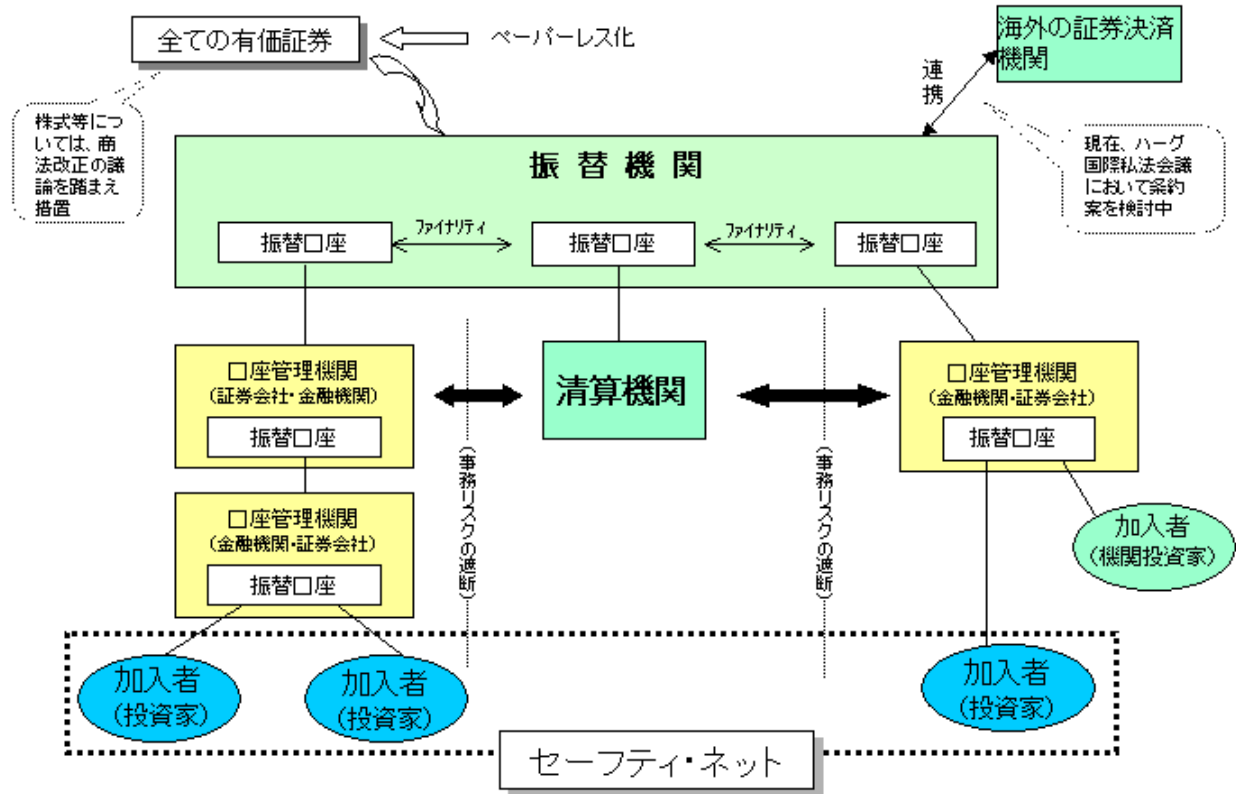 全ての有価証券
ペーパーレス化
海外の証券決済
機関
連
携
株式等につ
いては、商
法改正の議
論を踏まえ
措置
現在、ハーグ
国際私法会議
において条約
案を検討中
振替機関
振替口座
ファイナリティ
振替口座
ファイナリティ
振替口座
口座管理機関
(証券会社・金融機関)
振替口座
清算機関
口座管理機関
(金融機関・証券会社)
振替口座
(事務リスクの遮断)
(事務リスクの遮断)
口座管理機関
(金融機関・証券会社)
振替口座
加入者
(機関投資家)
加入者
(投資家)
加入者
(投資家)
加入者
(投資家)
セーフティ・ネット